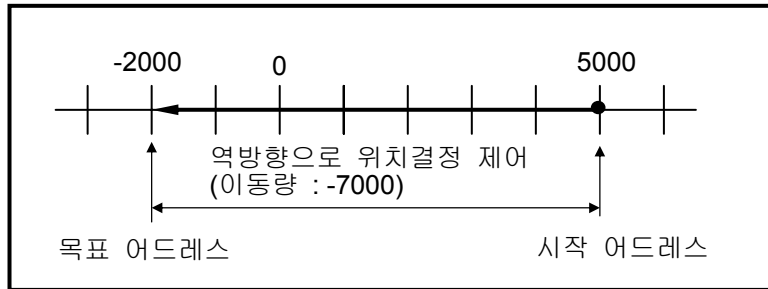 -2000 0 5000
역방향으로 위치결정 제어
(이동량 : -7000)
목표 어드레스 시작 어드레스